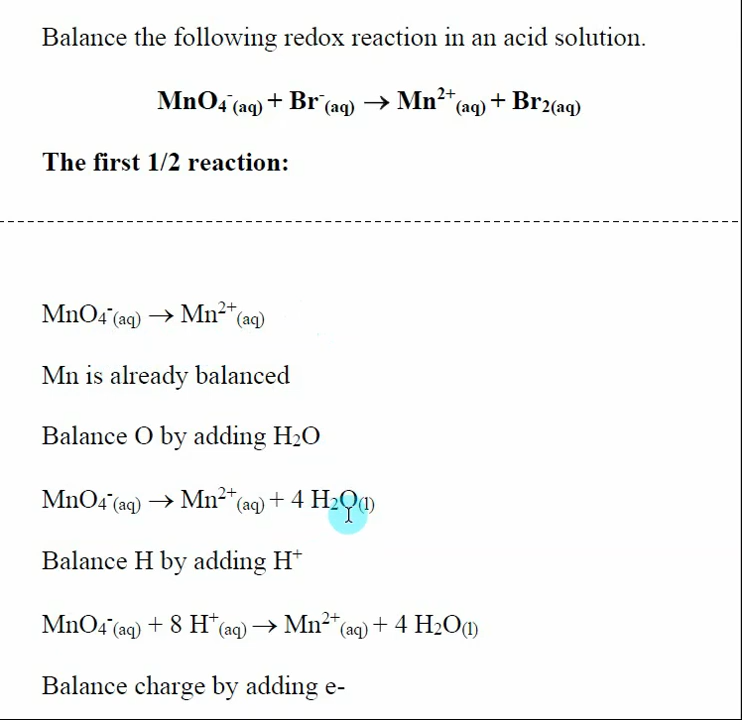 Balance the following redox reaction in an acid solution.
MnO₄⁻(aq) + Br⁻(aq) → Mn²⁺(aq) + Br₂(aq)
The first 1/2 reaction:
MnO₄⁻(aq) → Mn²⁺(aq)
Mn is already balanced
Balance O by adding H₂O
MnO₄⁻(aq) → Mn²⁺(aq) + 4 H₂O(l)
Balance H by adding H⁺
MnO₄⁻(aq) + 8 H⁺(aq) → Mn²⁺(aq) + 4 H₂O(l)
Balance charge by adding e-